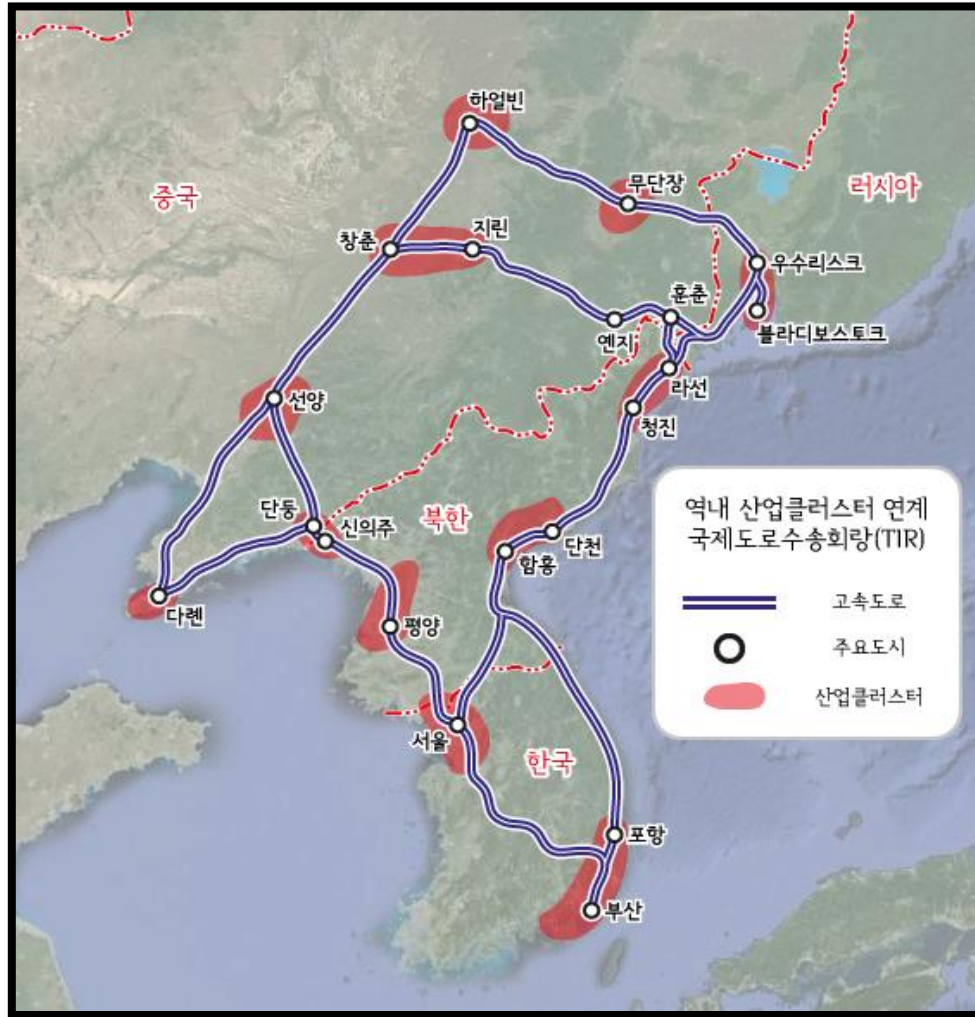 하얼빈
무단장
중국
러시아
창춘
지린
우수리스크
훈춘
옌지
블라디보스토크
라선
선양
청진
단둥
신의주
북한
단천
함흥
다롄
평양
서울
한국
포항
부산
역내 산업클러스터 연계
국제도로수송회랑(TIR)
고속도로
주요도시
산업클러스터